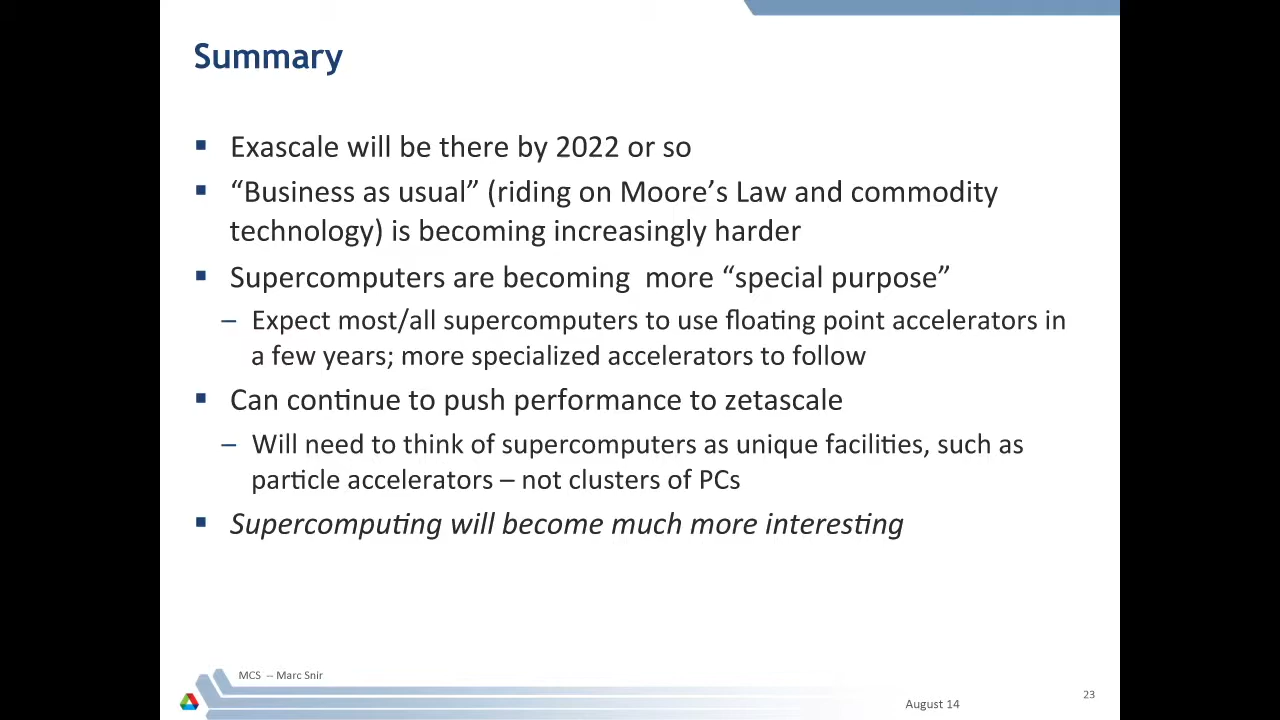 Summary
▪ Exascale will be there by 2022 or so
▪ “Business as usual” (riding on Moore’s Law and commodity
technology) is becoming increasingly harder
▪ Supercomputers are becoming  more “special purpose”
– Expect most/all supercomputers to use floating point accelerators in
a few years; more specialized accelerators to follow
▪ Can continue to push performance to zetascale
– Will need to think of supercomputers as unique facilities, such as
particle accelerators – not clusters of PCs
▪ Supercomputing will become much more interesting
MCS -- Marc Snir
23
August 14